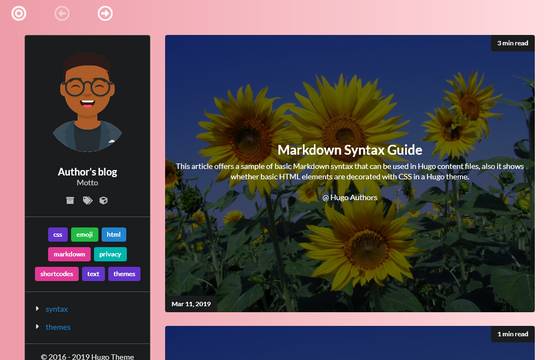 3 min read
Markdown Syntax Guide
This article offers a sample of basic Markdown syntax that can be used in Hugo content files, also it shows
whether basic HTML elements are decorated with CSS in a Hugo theme.
@ Hugo Authors
Mar 11, 2019
1 min read
Author's blog
Motto
css emoji html
markdown privacy
shortcodes text themes
syntax
themes
© 2016 - 2019 Hugo Theme